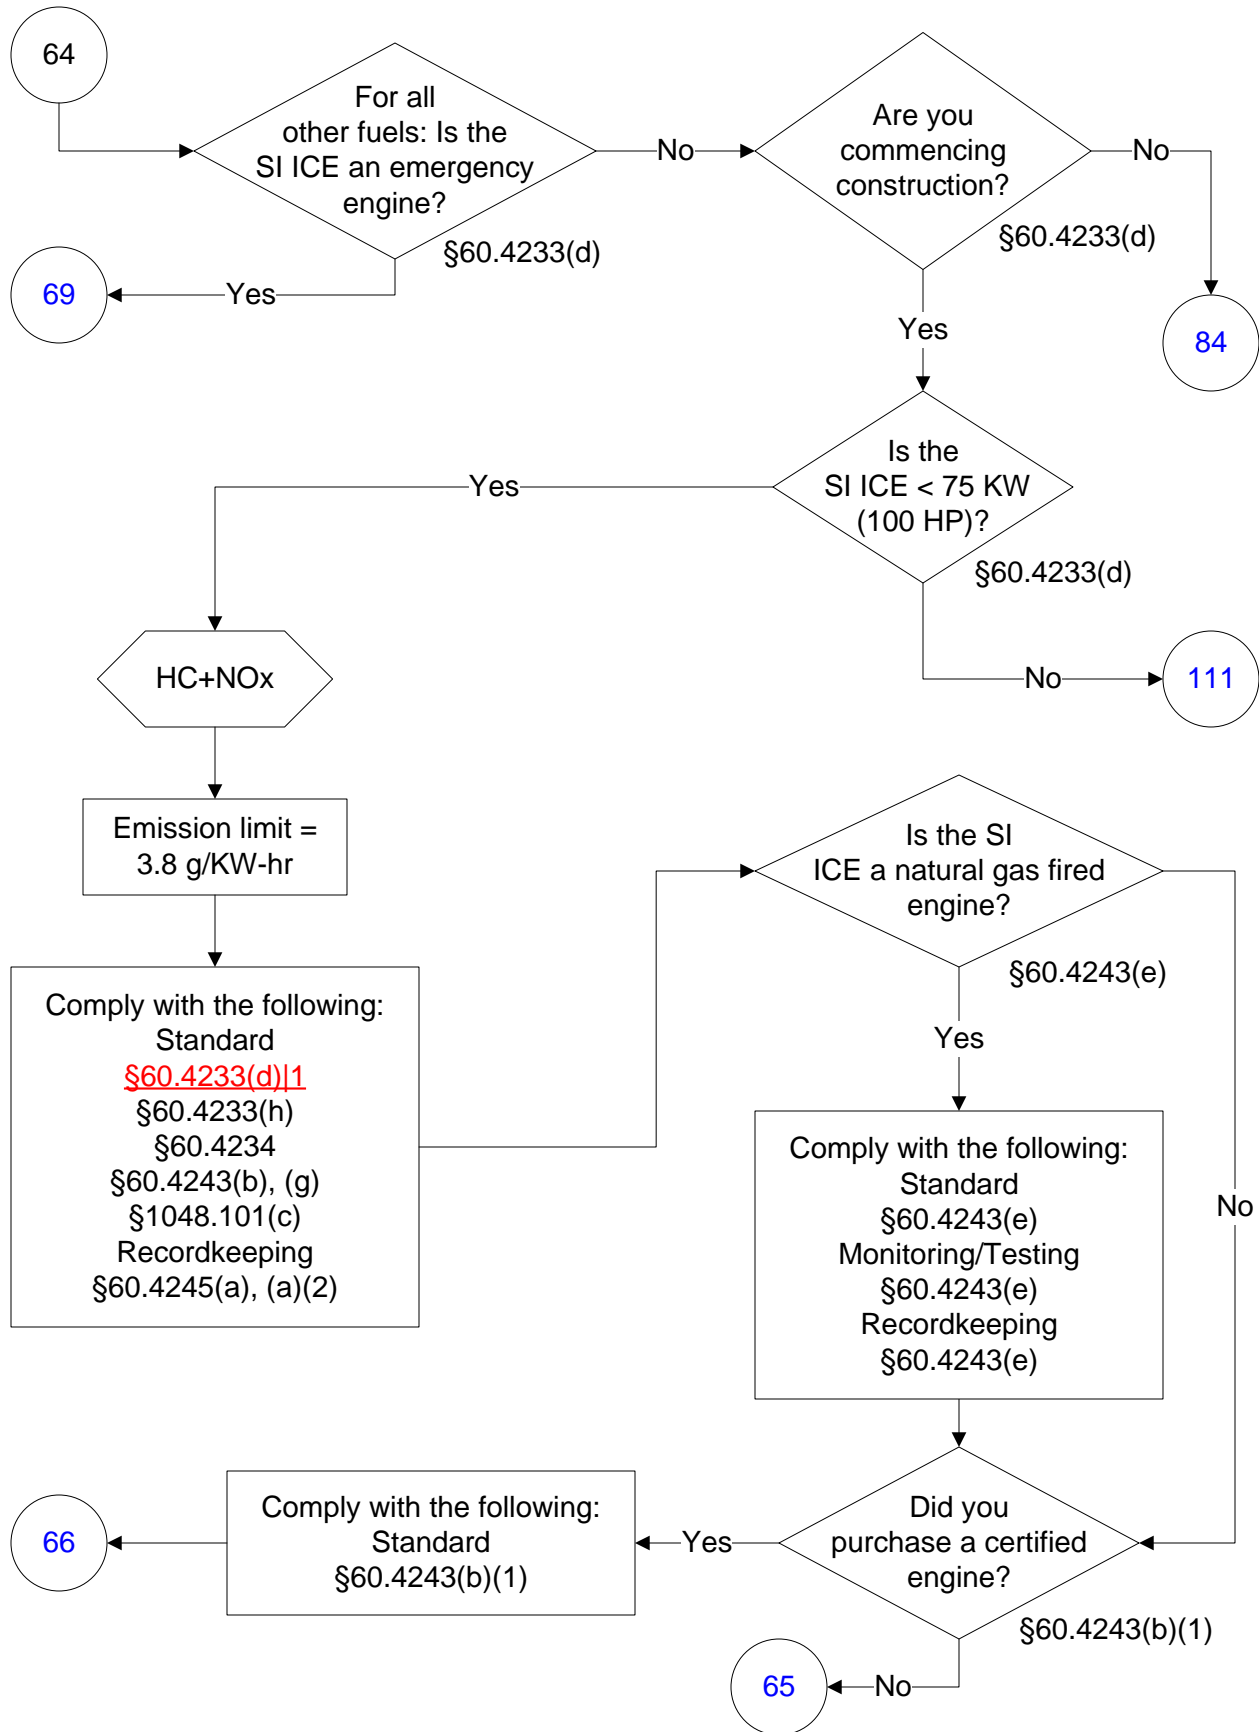 64
For all
other fuels: Is the
SI ICE an emergency
engine?
§60.4233(d)
No
Are you
commencing
construction?
§60.4233(d)
No
84
Yes
69
Yes
Is the
SI ICE < 75 KW
(100 HP)?
§60.4233(d)
Yes
No
111
HC+NOx
Emission limit =
3.8 g/KW-hr
Comply with the following:
Standard
§60.4233(d)|1
§60.4233(h)
§60.4234
§60.4243(b), (g)
§1048.101(c)
Recordkeeping
§60.4245(a), (a)(2)
Is the SI
ICE a natural gas fired
engine?
§60.4243(e)
Yes
No
Comply with the following:
Standard
§60.4243(e)
Monitoring/Testing
§60.4243(e)
Recordkeeping
§60.4243(e)
Did you
purchase a certified
engine?
§60.4243(b)(1)
Yes
Comply with the following:
Standard
§60.4243(b)(1)
66
No
65